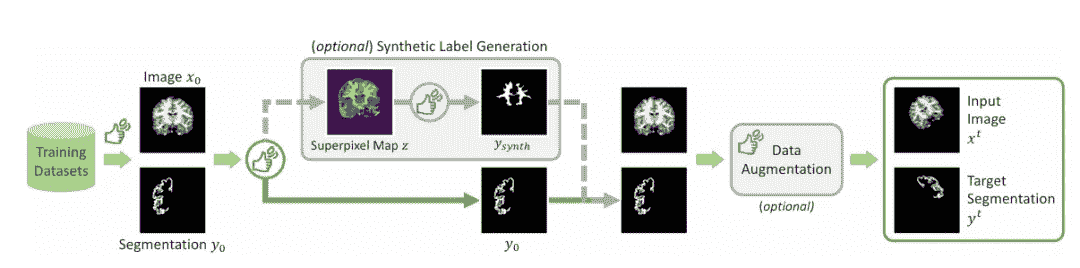 (optional) Synthetic Label Generation
Image x₀
Training
Datasets
Superpixel Map z
y_synth
Segmentation y₀
y₀
Data
Augmentation
(optional)
Input
Image
xᵗ
Target
Segmentation
yᵗ